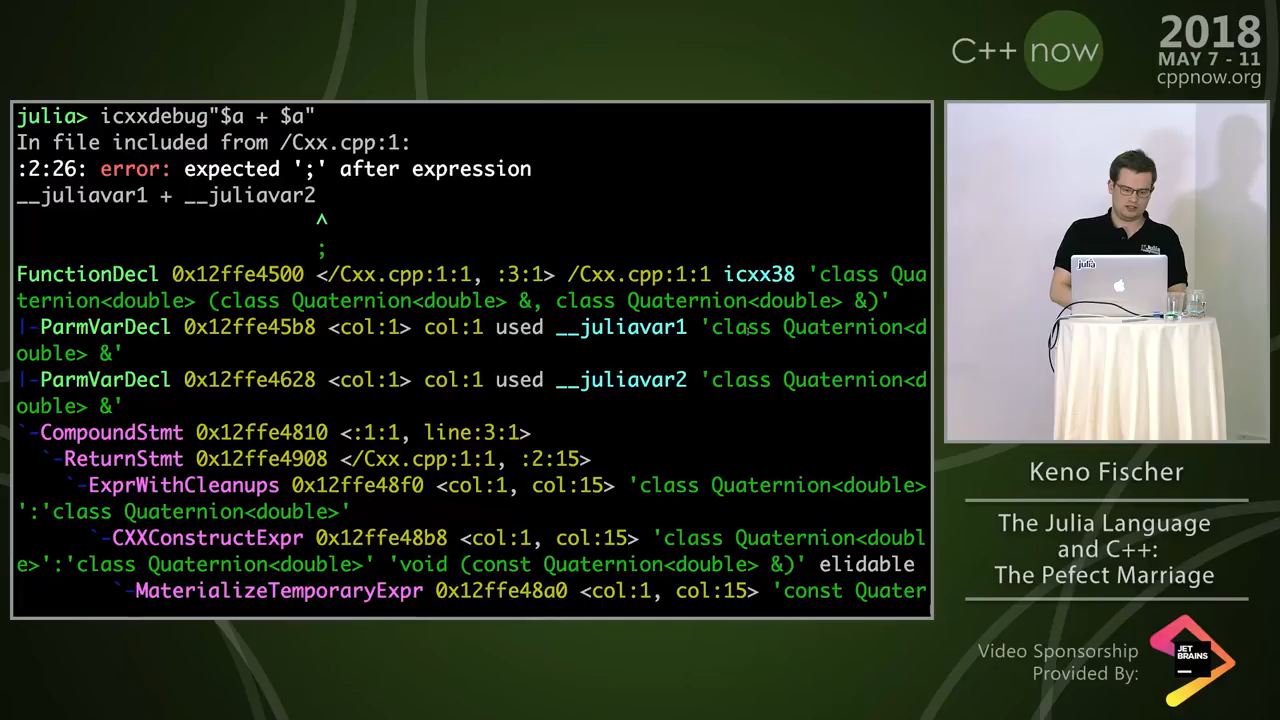 C++ now
2018
MAY 7 - 11
cppnow.org
julia> icxxdebug"$a + $a"
In file included from /Cxx.cpp:1:
:2:26: error: expected ';' after expression
__juliavar1 + __juliavar2
^
;
FunctionDecl 0x12ffe4500 </Cxx.cpp:1:1, :3:1> /Cxx.cpp:1:1 icxx38 'class Qua
ternion<double> (class Quaternion<double> &, class Quaternion<double> &)'
|-ParmVarDecl 0x12ffe45b8 <col:1> col:1 used __juliavar1 'class Quaternion<d
ouble> &'
|-ParmVarDecl 0x12ffe4628 <col:1> col:1 used __juliavar2 'class Quaternion<d
ouble> &'
`-CompoundStmt 0x12ffe4810 <:1:1, line:3:1>
`-ReturnStmt 0x12ffe4908 </Cxx.cpp:1:1, :2:15>
`-ExprWithCleanups 0x12ffe48f0 <col:1, col:15> 'class Quaternion<double>
':'class Quaternion<double>'
`-CXXConstructExpr 0x12ffe48b8 <col:1, col:15> 'class Quaternion<doubl
e>':'class Quaternion<double>' 'void (const Quaternion<double> &)' elidable
`-MaterializeTemporaryExpr 0x12ffe48a0 <col:1, col:15> 'const Quater
julia
Keno Fischer
The Julia Language
and C++:
The Pefect Marriage
Video Sponsorship
Provided By:
JET
BRAINS